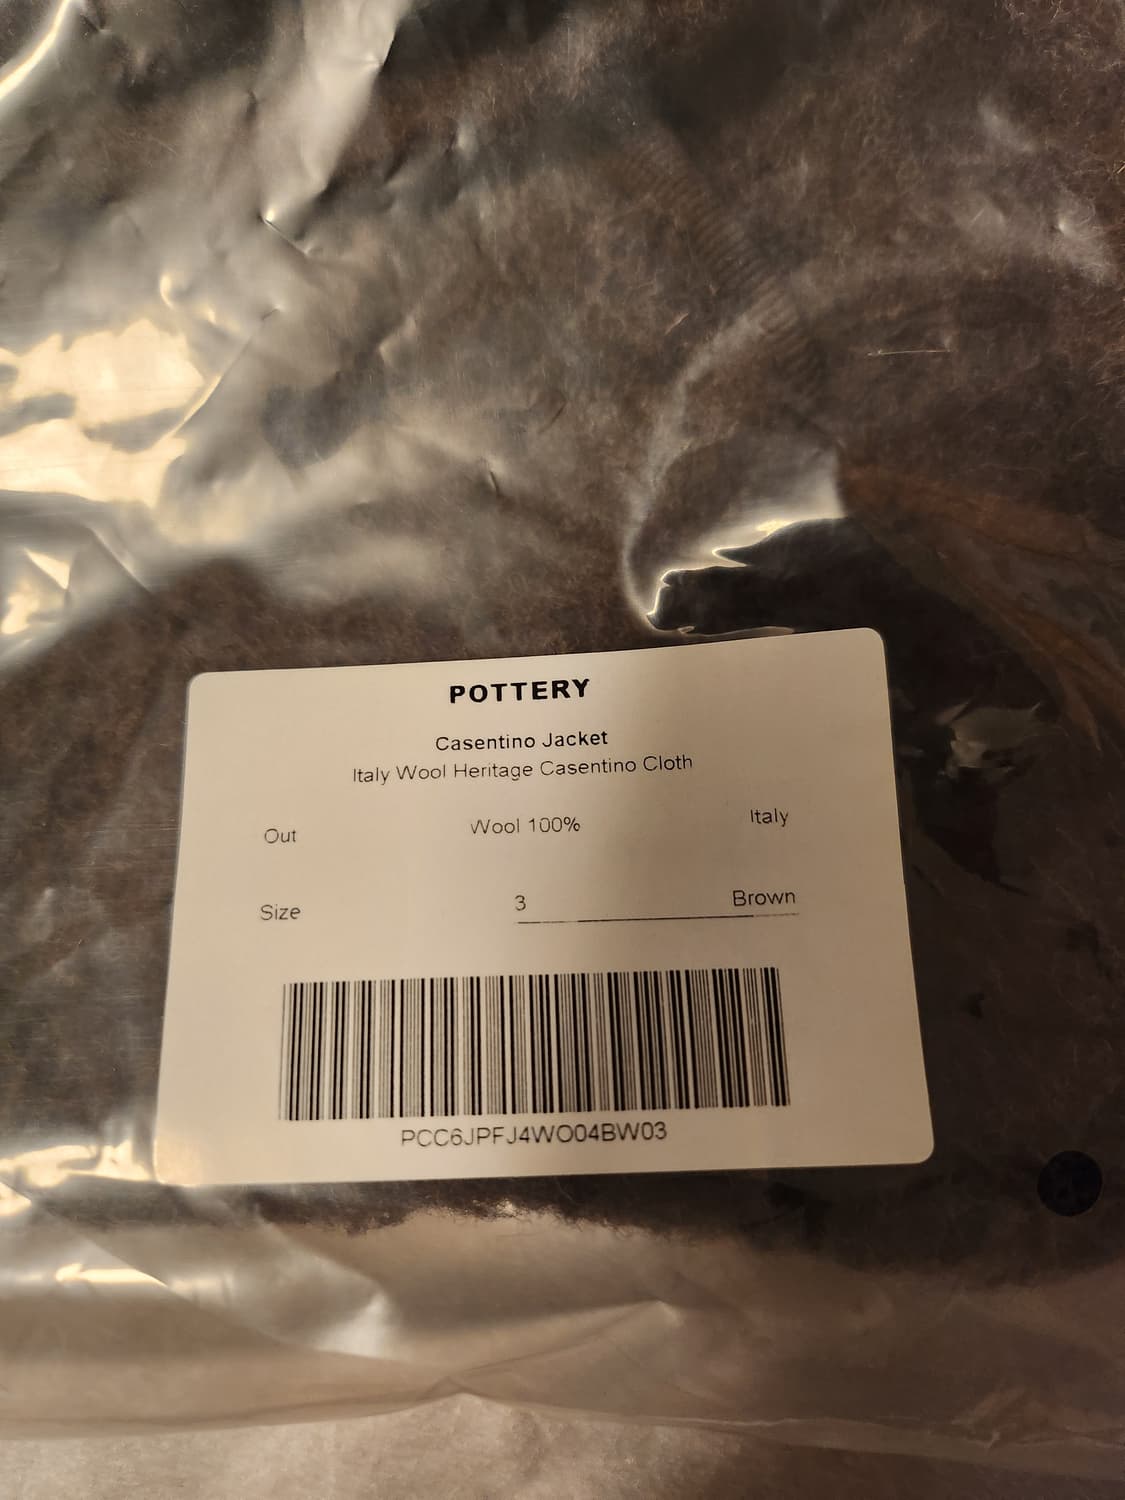 POTTERY
Casentino Jacket
Italy Wool Heritage Casentino Cloth
Out Wool 100% Italy
Size 3 Brown
PCC6JPFJ4WO04BW03